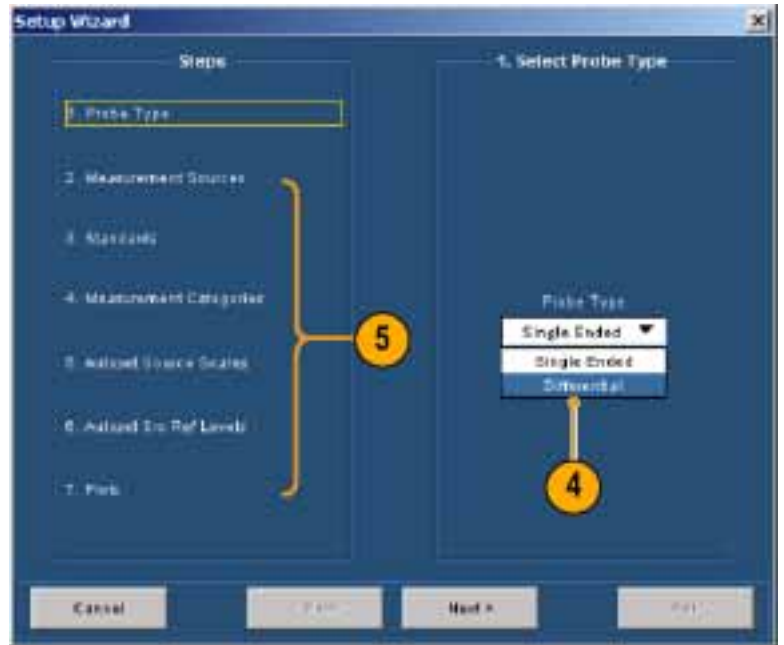 Setup Wizard
Steps
1. Probe Type
2. Measurement Sources
3. Standards
4. Measurement Categories
5. Autoset Source Scales
6. Autoset Src Ref Levels
7. Plots
5
1. Select Probe Type
Probe Type
Single Ended
Single Ended
Differential
4
Cancel
Next >